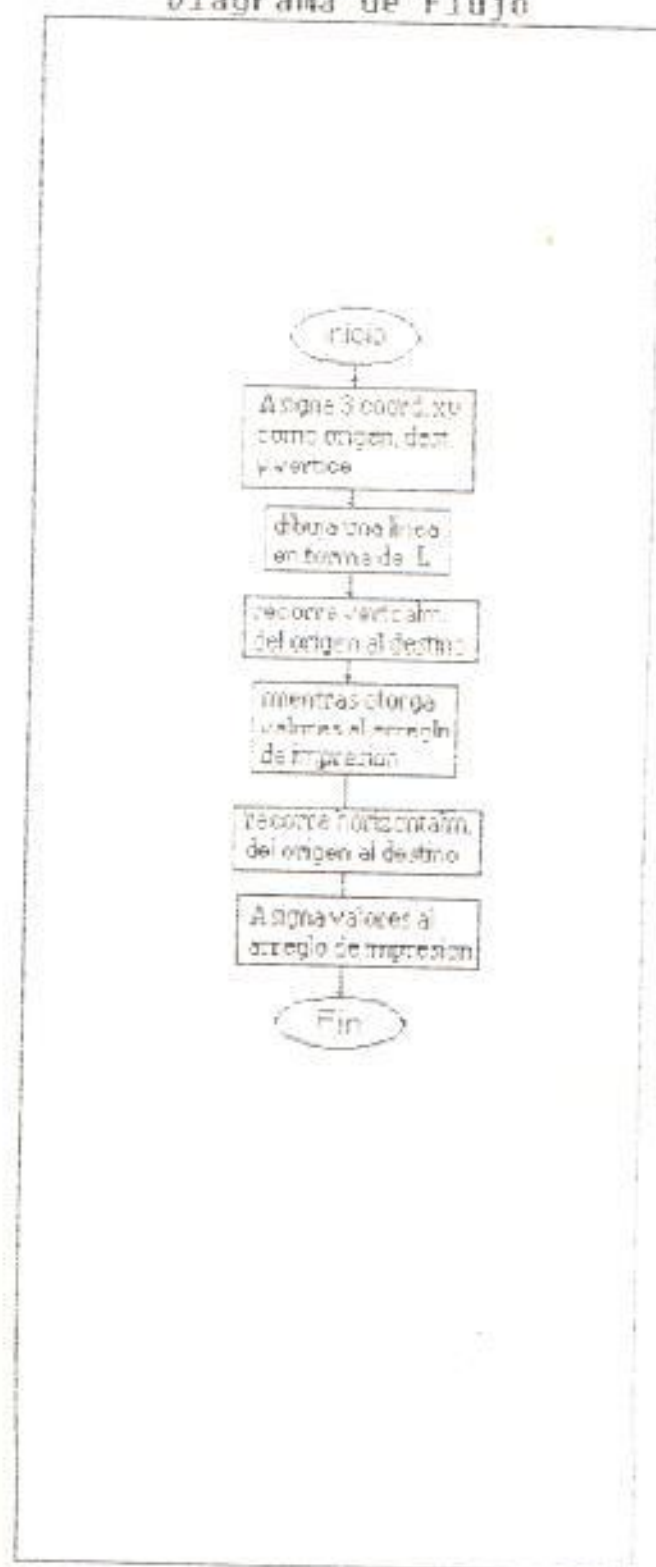 Diagrama de Flujo
Inicio
Asigna 3 coord. xy
como origen, dest.
y vertice
dibuja una linea
en forma de L
recorre verticalm.
del origen al destino
mientras otorga
valores al arreglo
de impresion
recorre horizontalm.
del origen al destino
Asigna valores al
arreglo de impresion
Fin